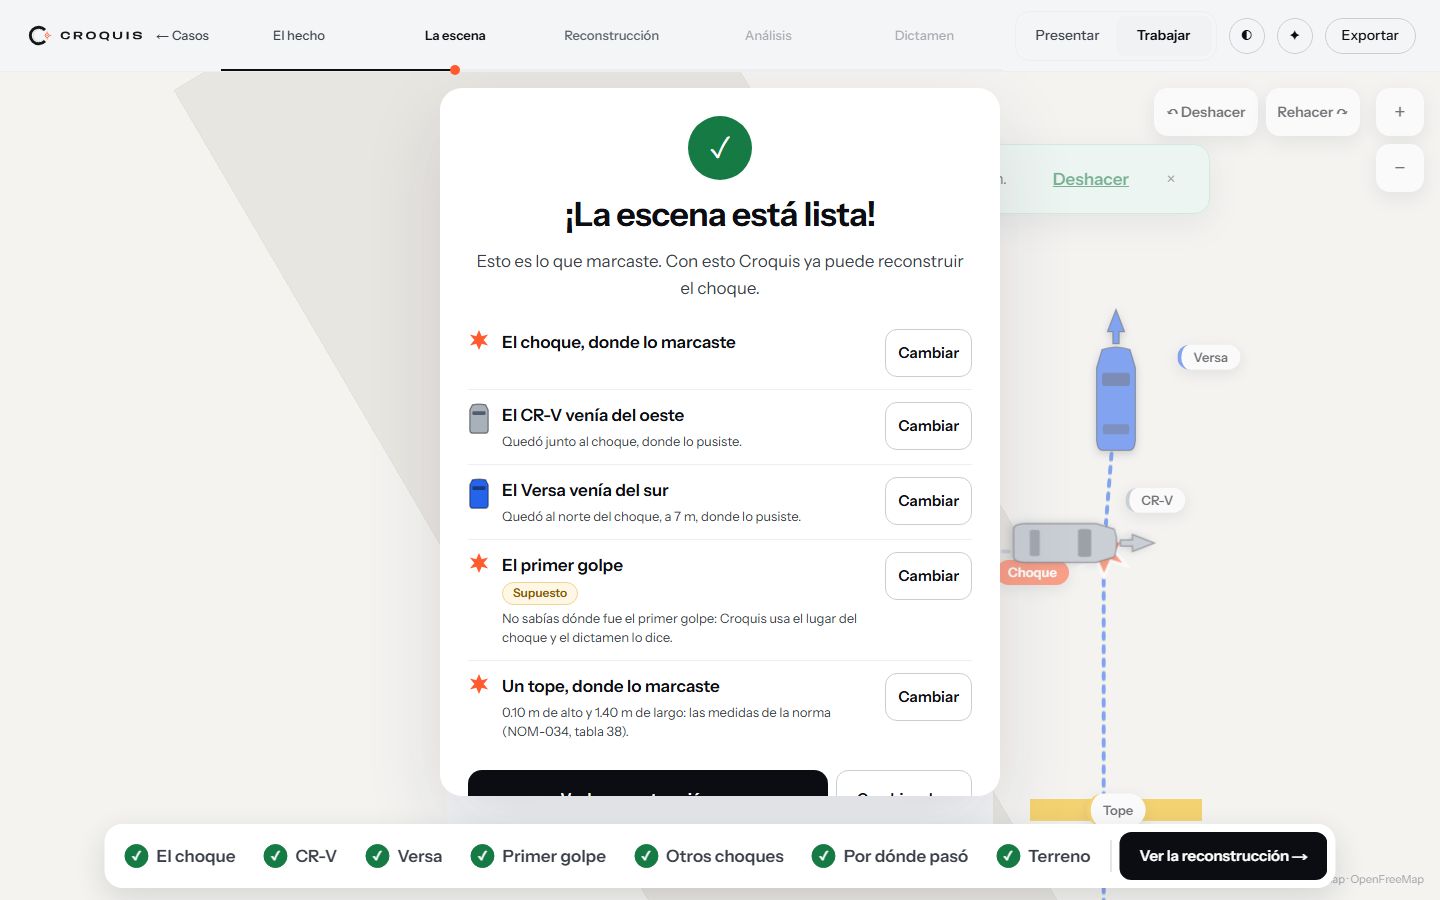 CROQUIS
← Casos
El hecho
La escena
Reconstrucción
Análisis
Dictamen
Presentar
Trabajar
Exportar
Deshacer
Rehacer
+
Deshacer
×
−
¡La escena está lista!
Esto es lo que marcaste. Con esto Croquis ya puede reconstruir
el choque.
El choque, donde lo marcaste
Cambiar
El CR-V venía del oeste
Quedó junto al choque, donde lo pusiste.
Cambiar
El Versa venía del sur
Quedó al norte del choque, a 7 m, donde lo pusiste.
Cambiar
El primer golpe
Supuesto
No sabías dónde fue el primer golpe: Croquis usa el lugar del
choque y el dictamen lo dice.
Cambiar
Un tope, donde lo marcaste
0.10 m de alto y 1.40 m de largo: las medidas de la norma
(NOM-034, tabla 38).
Cambiar
Versa
CR-V
Choque
Tope
El choque
CR-V
Versa
Primer golpe
Otros choques
Por dónde pasó
Terreno
Ver la reconstrucción →
OpenFreeMap